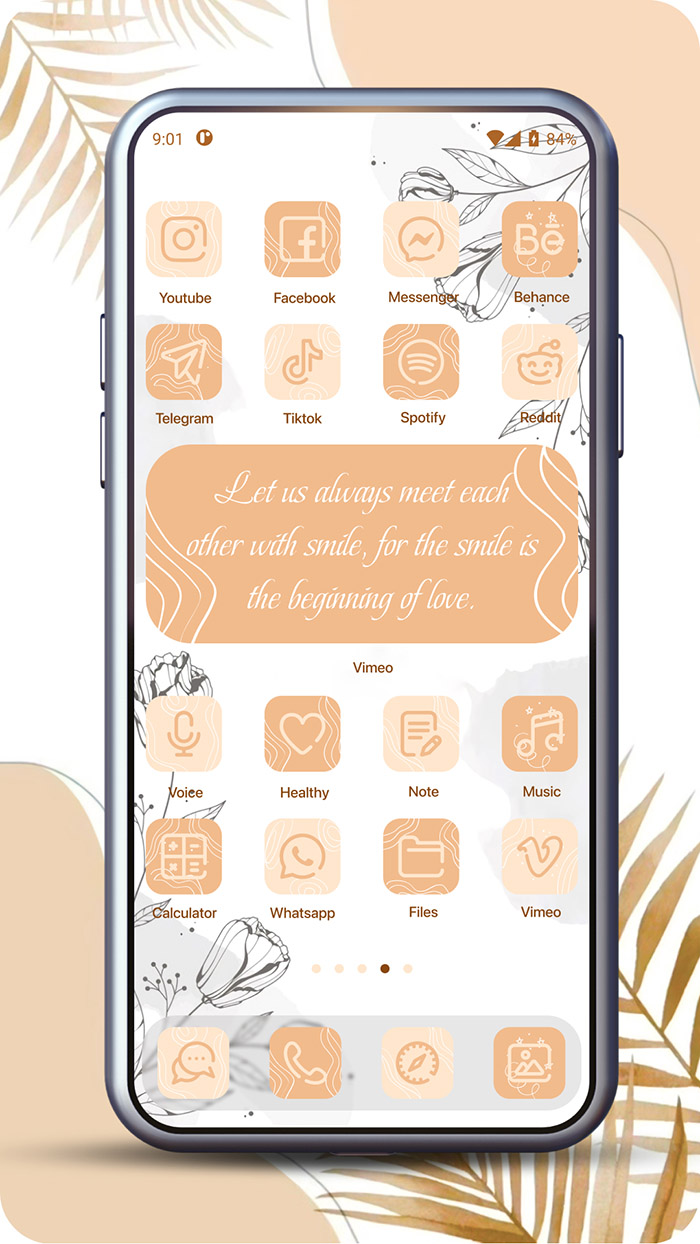 9:01 84%
Youtube Facebook Messenger Behance
Bē
Telegram Tiktok Spotify Reddit
Let us always meet each
other with smile, for the smile is
the beginning of love.
Vimeo
Voice Healthy Note Music
Calculator Whatsapp Files Vimeo